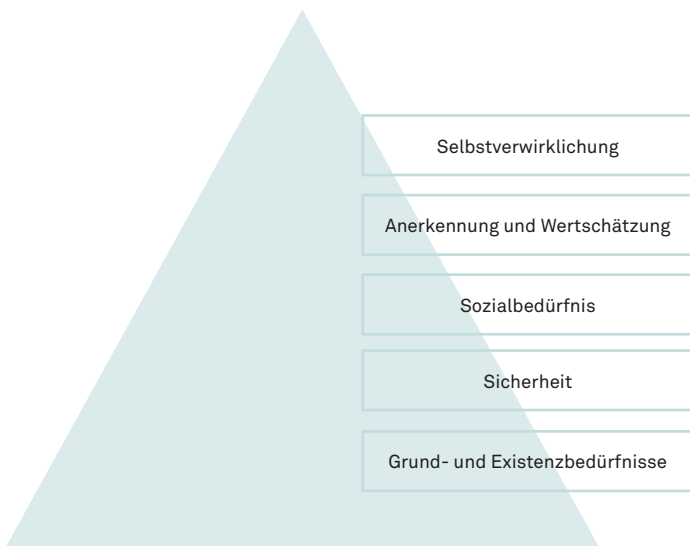 Selbstverwirklichung
Anerkennung und Wertschätzung
Sozialbedürfnis
Sicherheit
Grund- und Existenzbedürfnisse